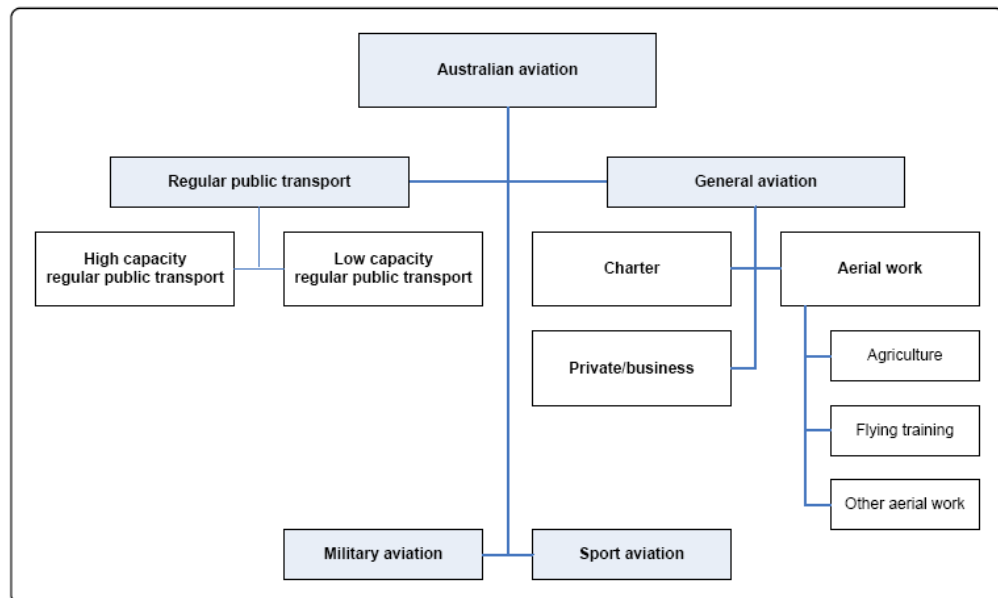 Australian aviation
Regular public transport
General aviation
High capacity
regular public transport
Low capacity
regular public transport
Charter
Aerial work
Private/business
Agriculture
Flying training
Other aerial work
Military aviation
Sport aviation